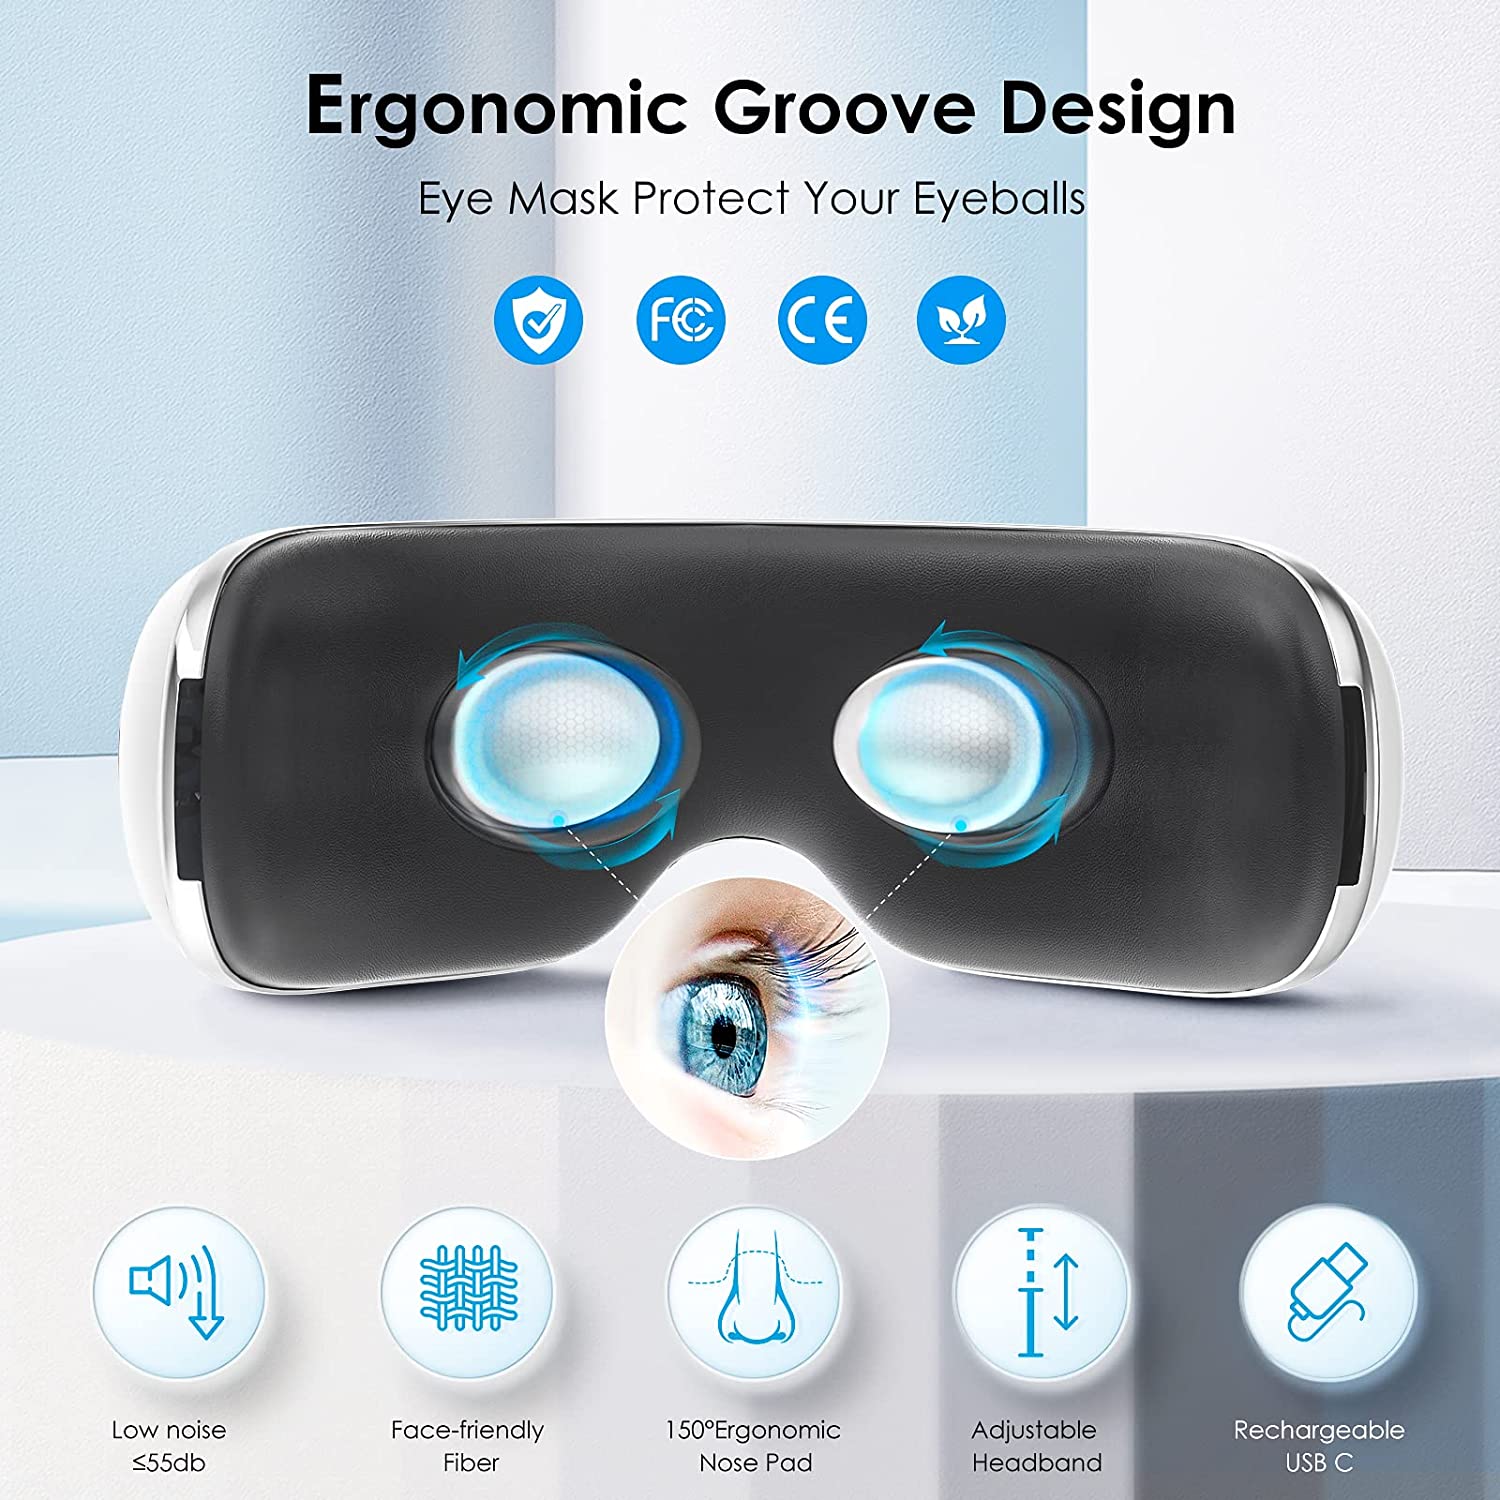 Ergonomic Groove Design
Eye Mask Protect Your Eyeballs
FC CE
Low noise
≤55db
Face-friendly
Fiber
150°Ergonomic
Nose Pad
Adjustable
Headband
Rechargeable
USB C